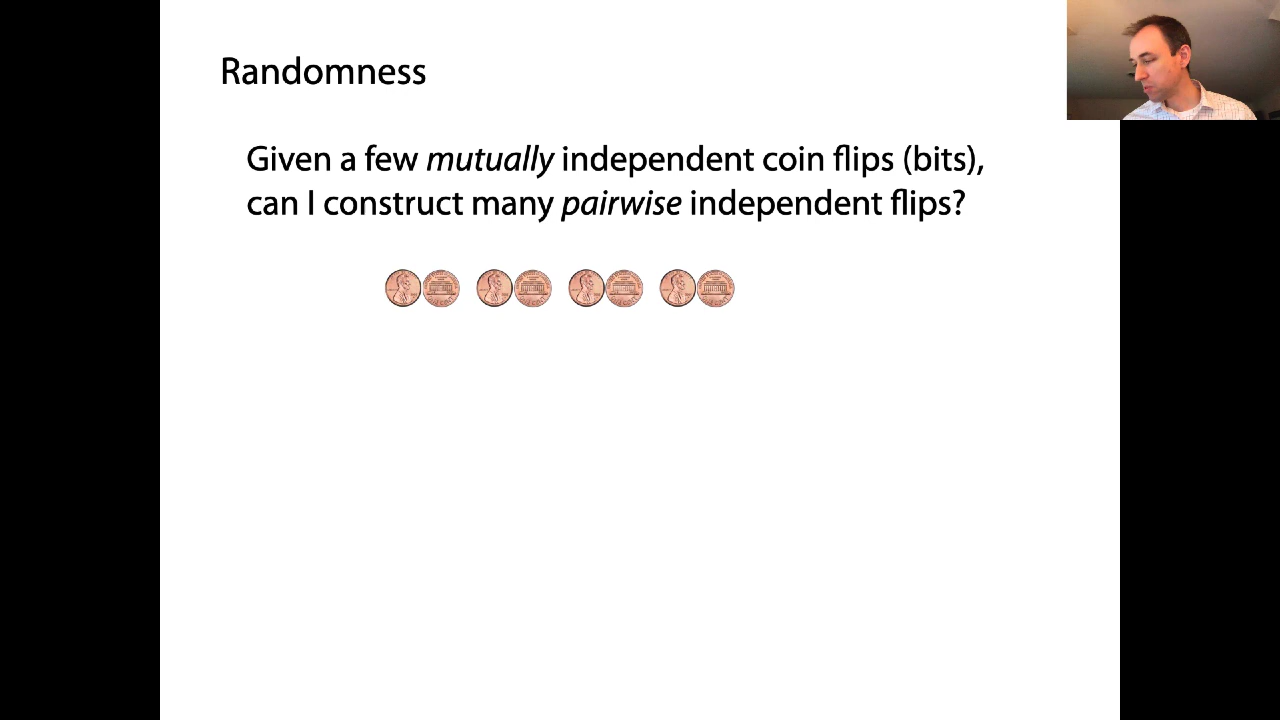 Randomness
Given a few mutually independent coin flips (bits),
can I construct many pairwise independent flips?